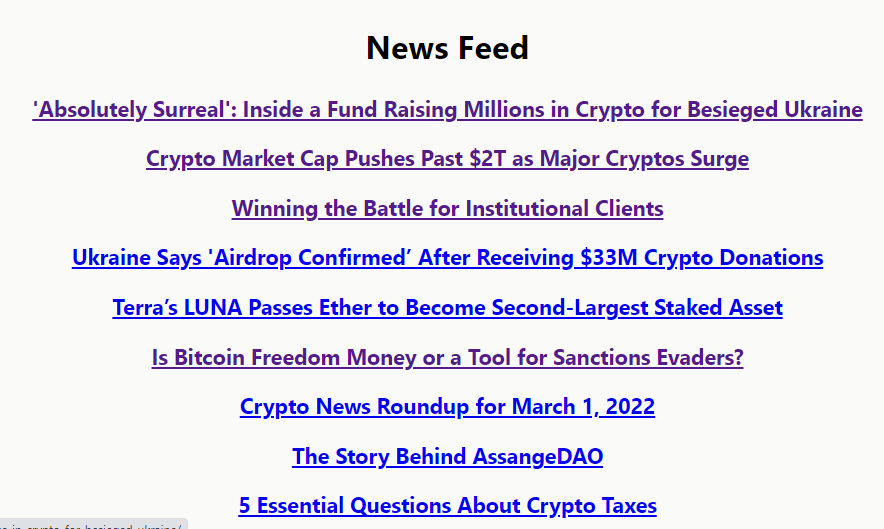 News Feed
'Absolutely Surreal': Inside a Fund Raising Millions in Crypto for Besieged Ukraine
Crypto Market Cap Pushes Past $2T as Major Cryptos Surge
Winning the Battle for Institutional Clients
Ukraine Says 'Airdrop Confirmed’ After Receiving $33M Crypto Donations
Terra’s LUNA Passes Ether to Become Second-Largest Staked Asset
Is Bitcoin Freedom Money or a Tool for Sanctions Evaders?
Crypto News Roundup for March 1, 2022
The Story Behind AssangeDAO
5 Essential Questions About Crypto Taxes
-in-crypto-for-besieged-ukraine/